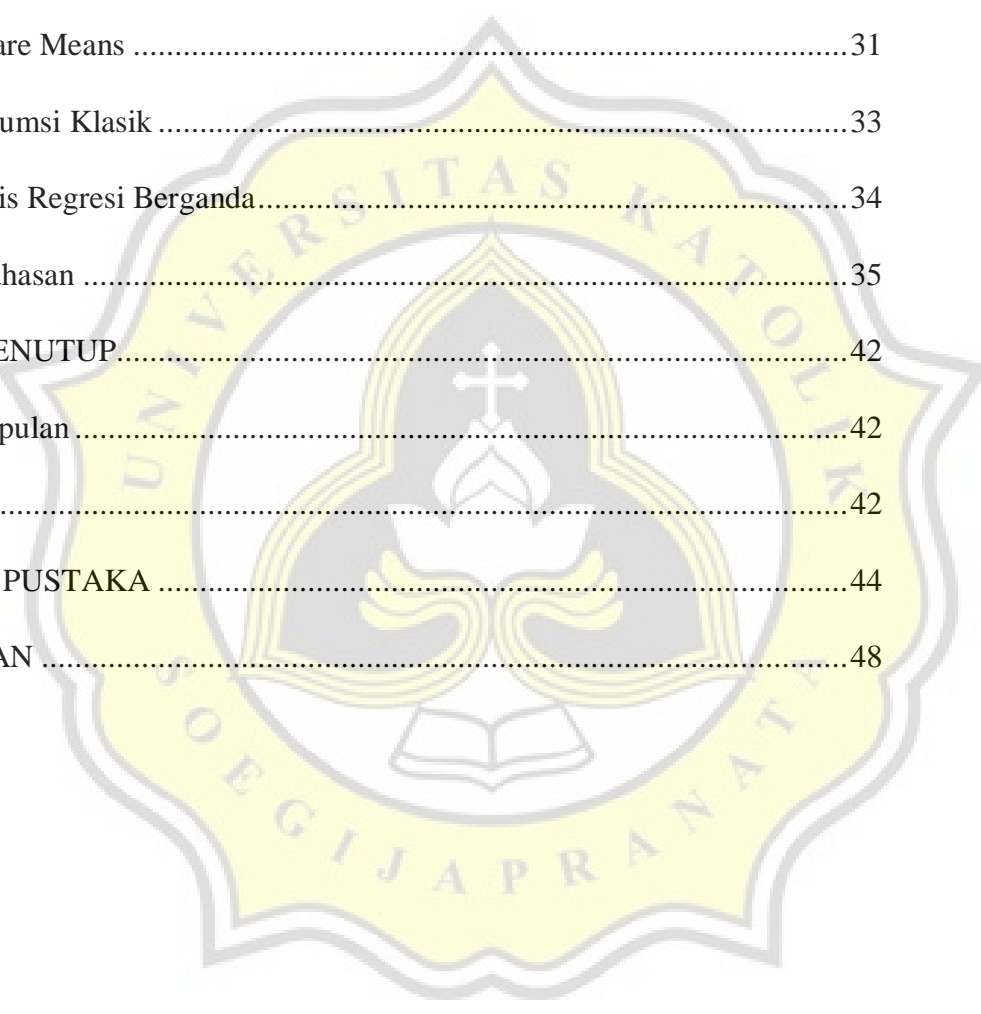 are Means ........................................................................................31
umsi Klasik .....................................................................................33
is Regresi Berganda.........................................................................34
ahasan .............................................................................................35
ENUTUP.........................................................................................42
pulan ..............................................................................................42
.......................................................................................................42
PUSTAKA .....................................................................................44
AN ..................................................................................................48
UNIVERSITAS KATOLIK
SOEGIJAPRANATA